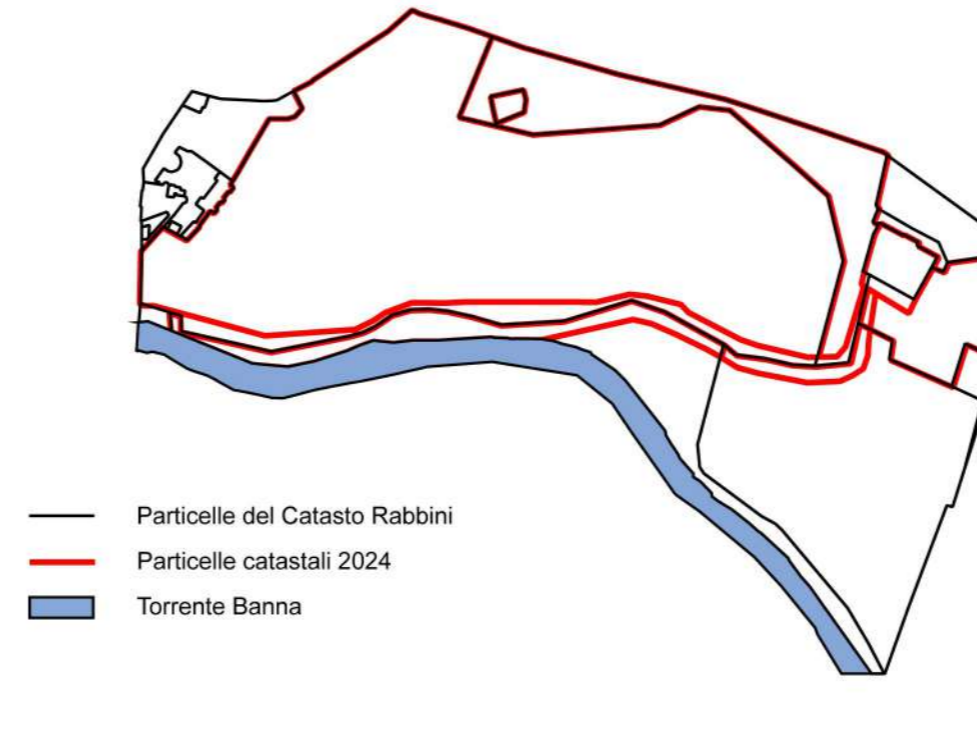 Particelle del Catasto Rabbini
Particelle catastali 2024
Torrente Banna